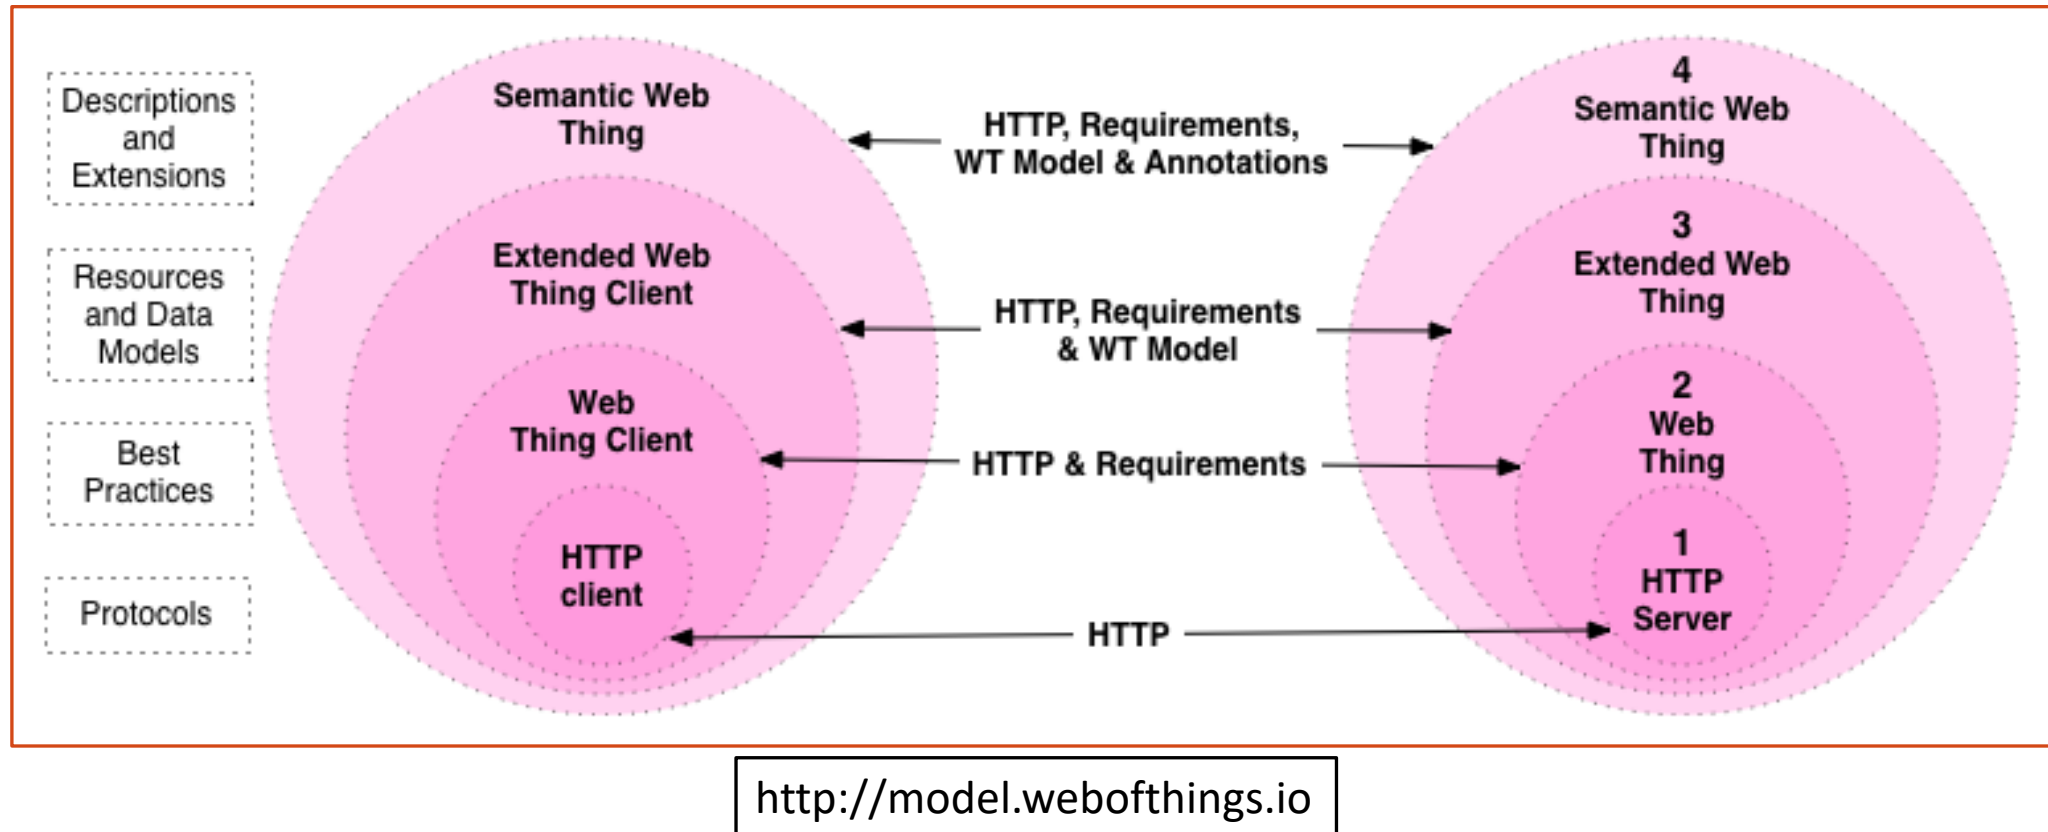 Descriptions
and
Extensions
Resources
and Data
Models
Best
Practices
Protocols
Semantic Web
Thing
Extended Web
Thing Client
Web
Thing Client
HTTP
client
HTTP, Requirements,
WT Model & Annotations
HTTP, Requirements
& WT Model
HTTP & Requirements
HTTP
4
Semantic Web
Thing
3
Extended Web
Thing
2
Web
Thing
1
HTTP
Server
http://model.webofthings.io